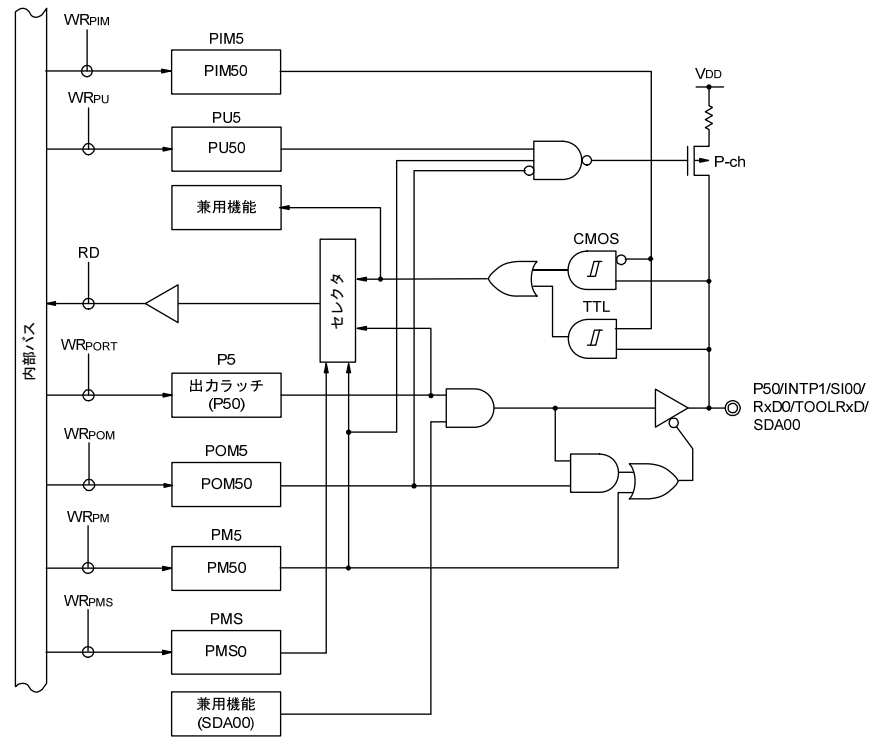 WRPIM
PIM5
PIM50
WRPU
PU5
PU50
兼用機能
VDD
P-ch
CMOS
TTL
RD
セレクタ
内部バス
WRPORT
P5
出力ラッチ
(P50)
P50/INTP1/SI00/
RxD0/TOOLRxD/
SDA00
WRPOM
POM5
POM50
WRPM
PM5
PM50
WRPMS
PMS
PMS0
兼用機能
(SDA00)